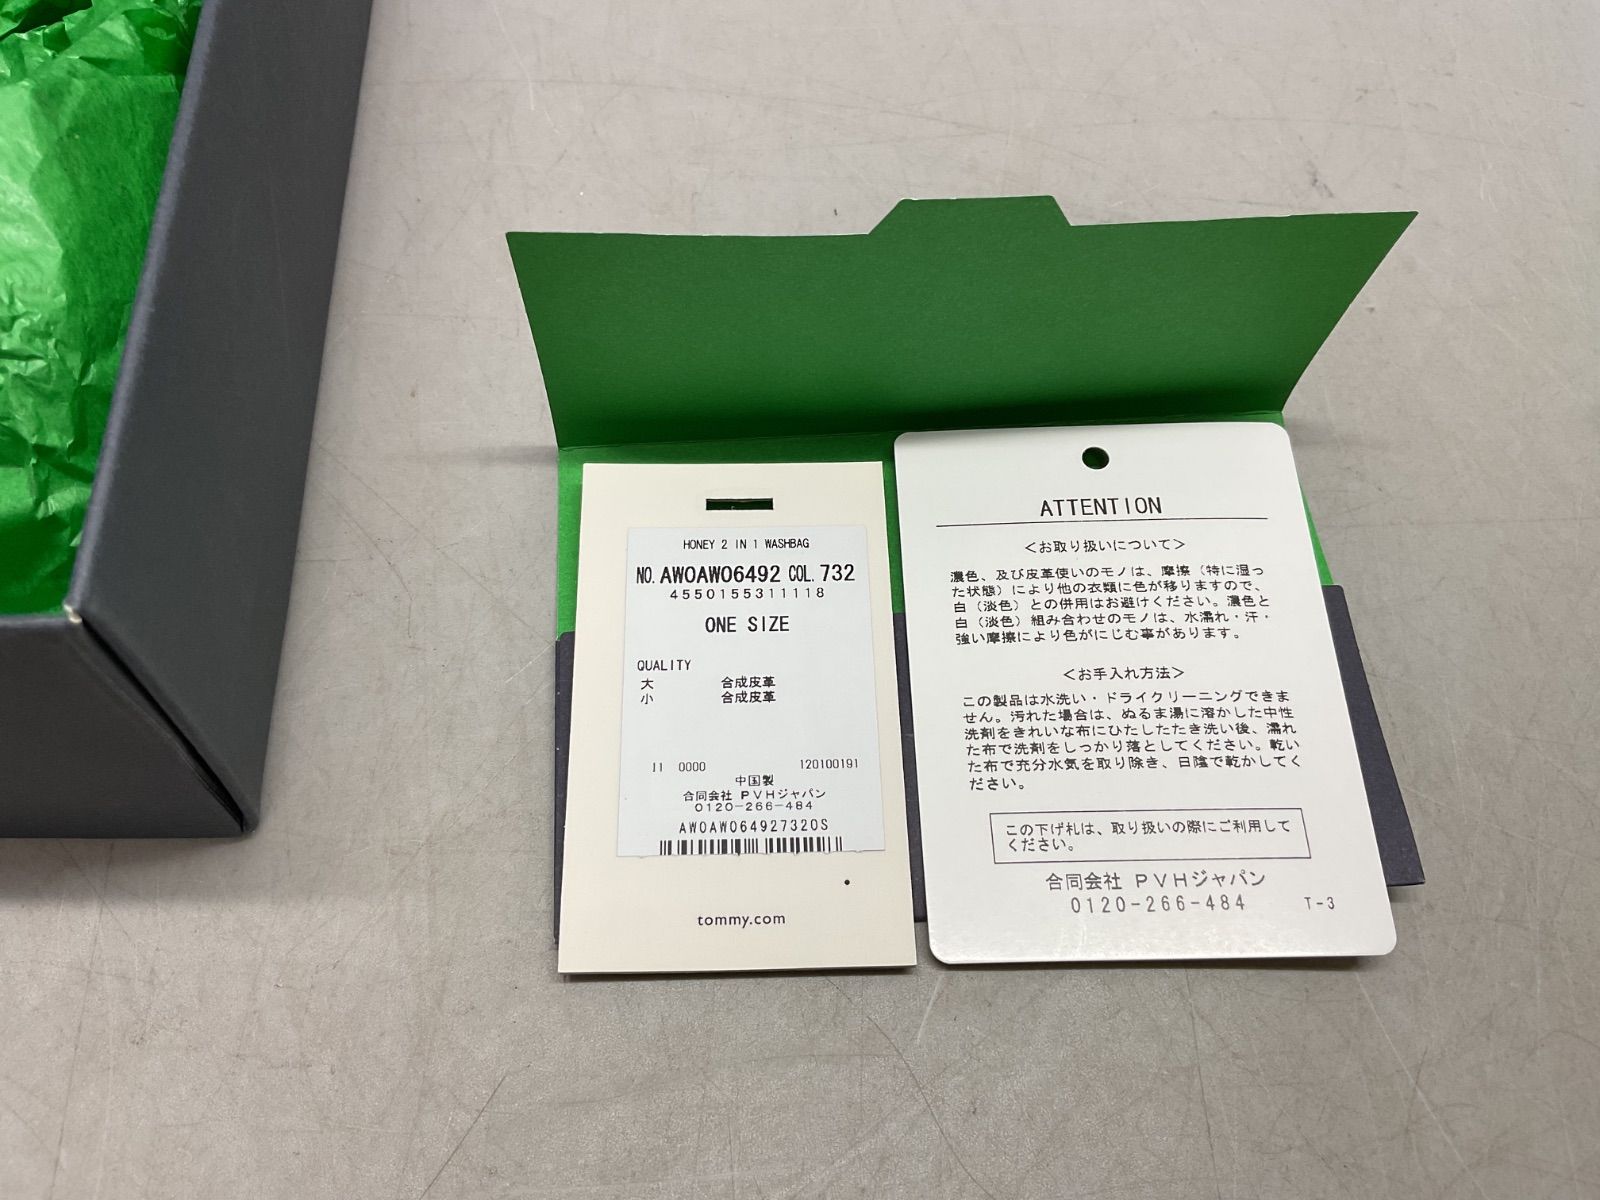 HONEY 2 IN 1 WASHBAG
NO. AW0AW06492 COL. 732
4550155311118
ONE SIZE
QUALITY
大 合成皮革
小 合成皮革
11 0000 120100191
中国製
合同会社 PVHジャパン
0120-266-484
AW0AW064927320S
tommy.com
ATTENTION
<お取り扱いについて>
濃色、及び皮革使いのモノは、摩擦(特に湿っ
た状態)により他の衣類に色が移りますので、
白(淡色)との併用はお避けください。濃色と
白(淡色)組み合わせのモノは、水濡れ・汗・
強い摩擦により色がにじむ事があります。
<お手入れ方法>
この製品は水洗い・ドライクリーニングできま
せん。汚れた場合は、ぬるま湯に溶かした中性
洗剤をきれいな布にひたしたたき洗い後、濡れ
た布で洗剤をしっかり落としてください。乾い
た布で充分水気を取り除き、日陰で乾かしてく
ださい。
この下げ札は、取り扱いの際にご利用して
ください。
合同会社 PVHジャパン
0120-266-484 T-3